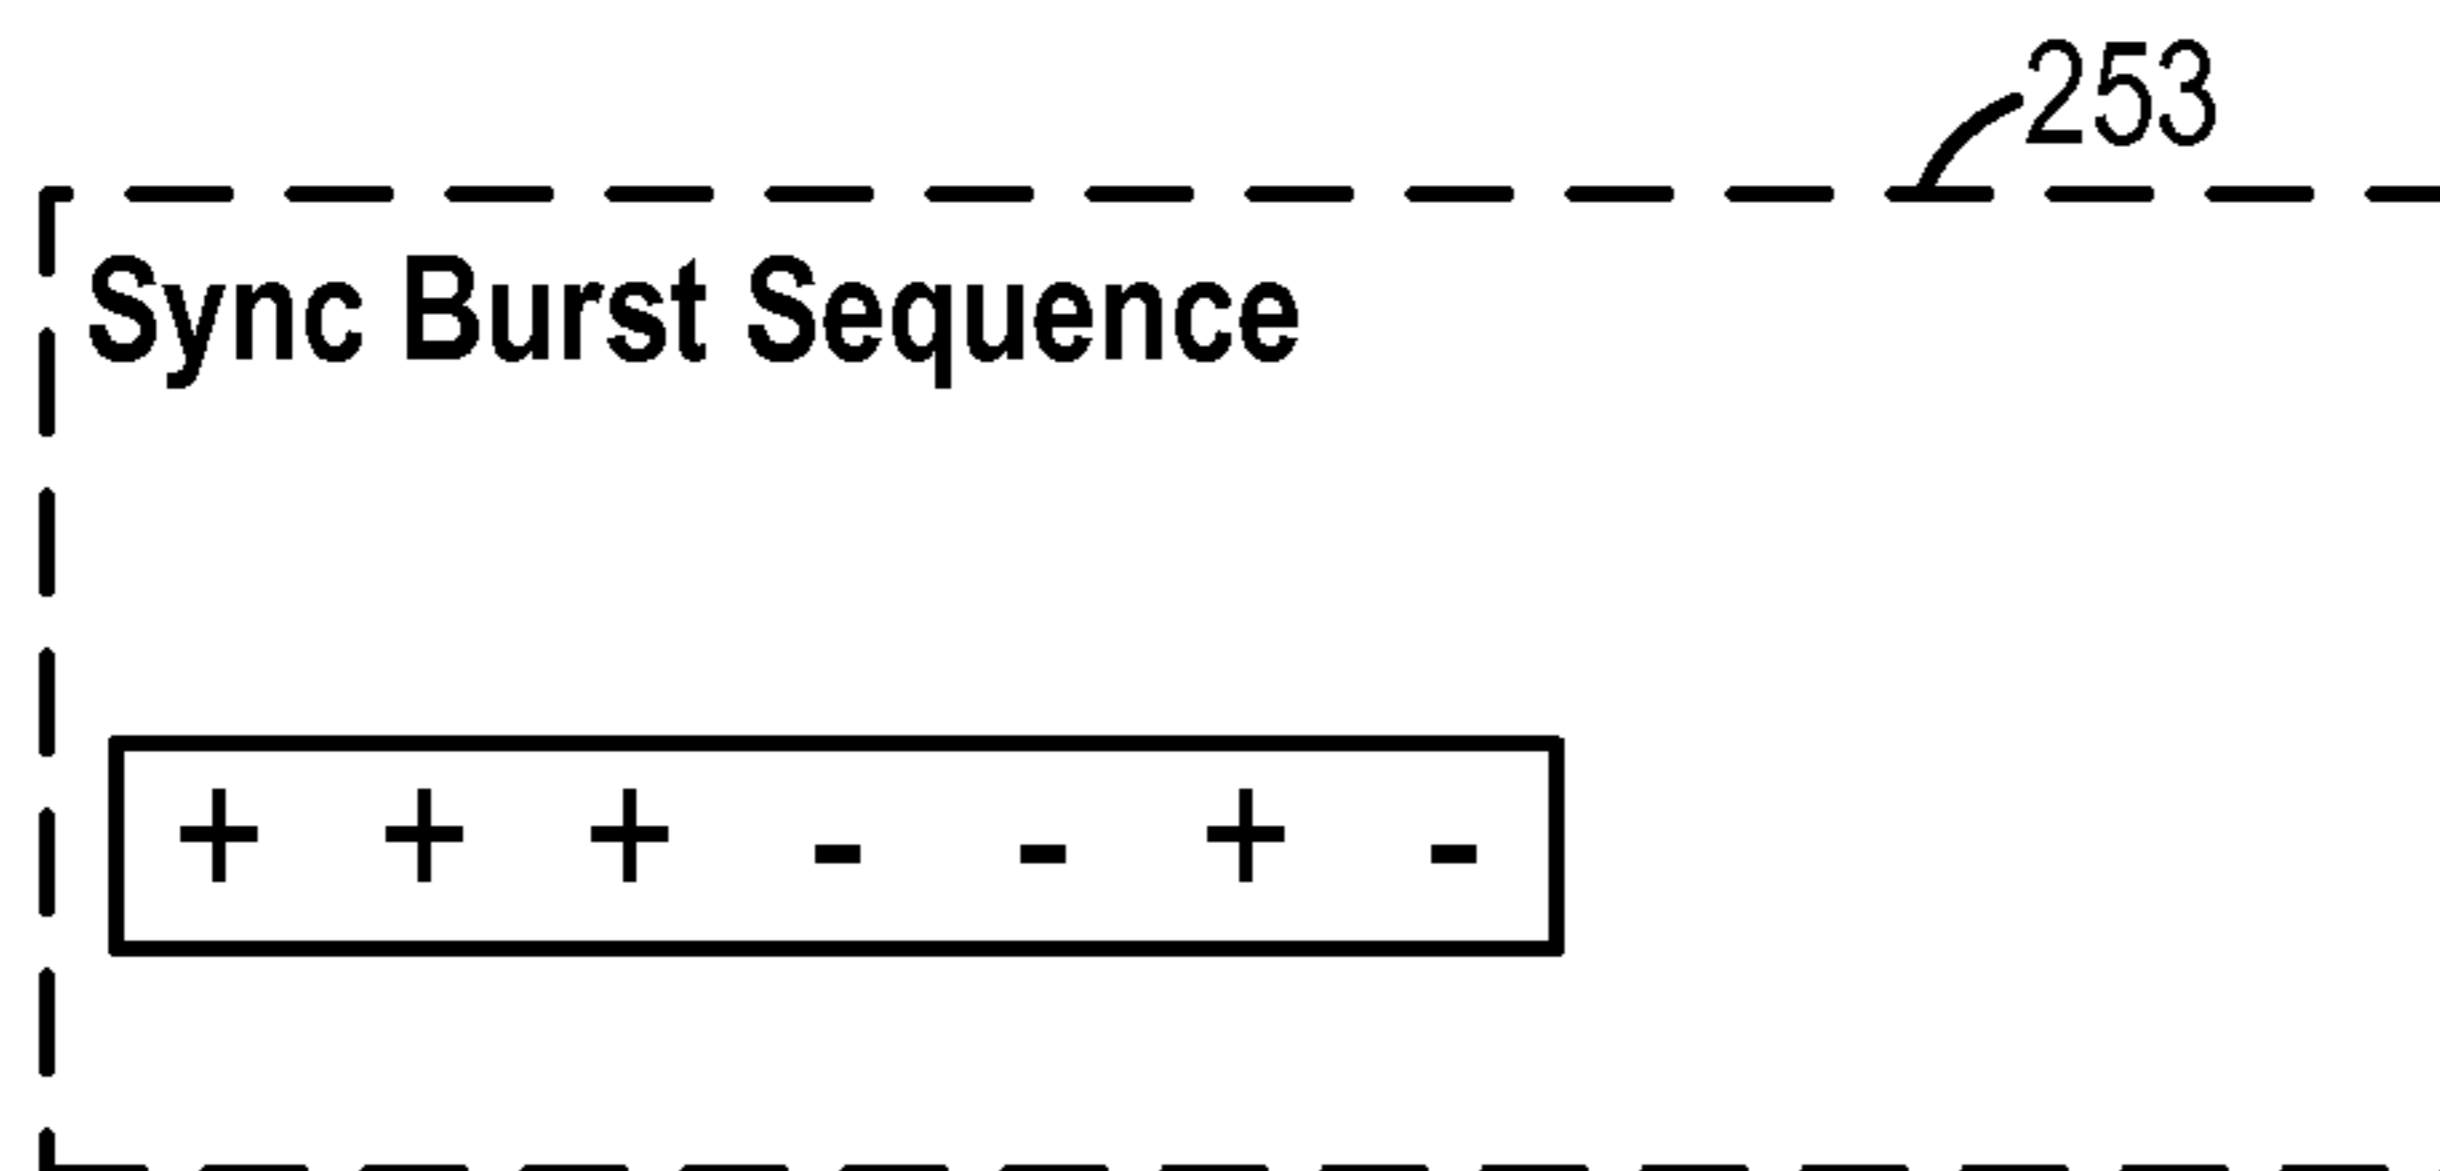 253
Sync Burst Sequence
+ + + - - + -